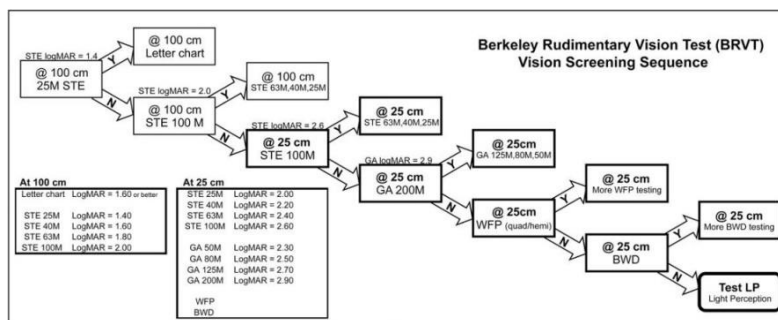 Berkeley Rudimentary Vision Test (BRVT)
Vision Screening Sequence
STE logMAR = 1.4
@ 100 cm
25M STE
Y
@ 100 cm
Letter chart
N
STE logMAR = 2.0
@ 100 cm
STE 100 M
Y
@ 100 cm
STE 63M,40M,25M
N
STE logMAR = 2.6
@ 25 cm
STE 100M
Y
@ 25 cm
STE 63M,40M,25M
N
GA logMAR = 2.9
@ 25 cm
GA 200M
Y
@ 25cm
GA 125M,80M,50M
N
@ 25cm
WFP (quad/hemi)
Y
@ 25 cm
More WFP testing
N
@ 25 cm
BWD
Y
@ 25 cm
More BWD testing
N
Test LP
Light Perception
At 100 cm
Letter chart LogMAR = 1.60 or better
STE 25M LogMAR = 1.40
STE 40M LogMAR = 1.60
STE 63M LogMAR = 1.80
STE 100M LogMAR = 2.00
At 25 cm
STE 25M LogMAR = 2.00
STE 40M LogMAR = 2.20
STE 63M LogMAR = 2.40
STE 100M LogMAR = 2.60
GA 50M LogMAR = 2.30
GA 80M LogMAR = 2.50
GA 125M LogMAR = 2.70
GA 200M LogMAR = 2.90
WFP
BWD